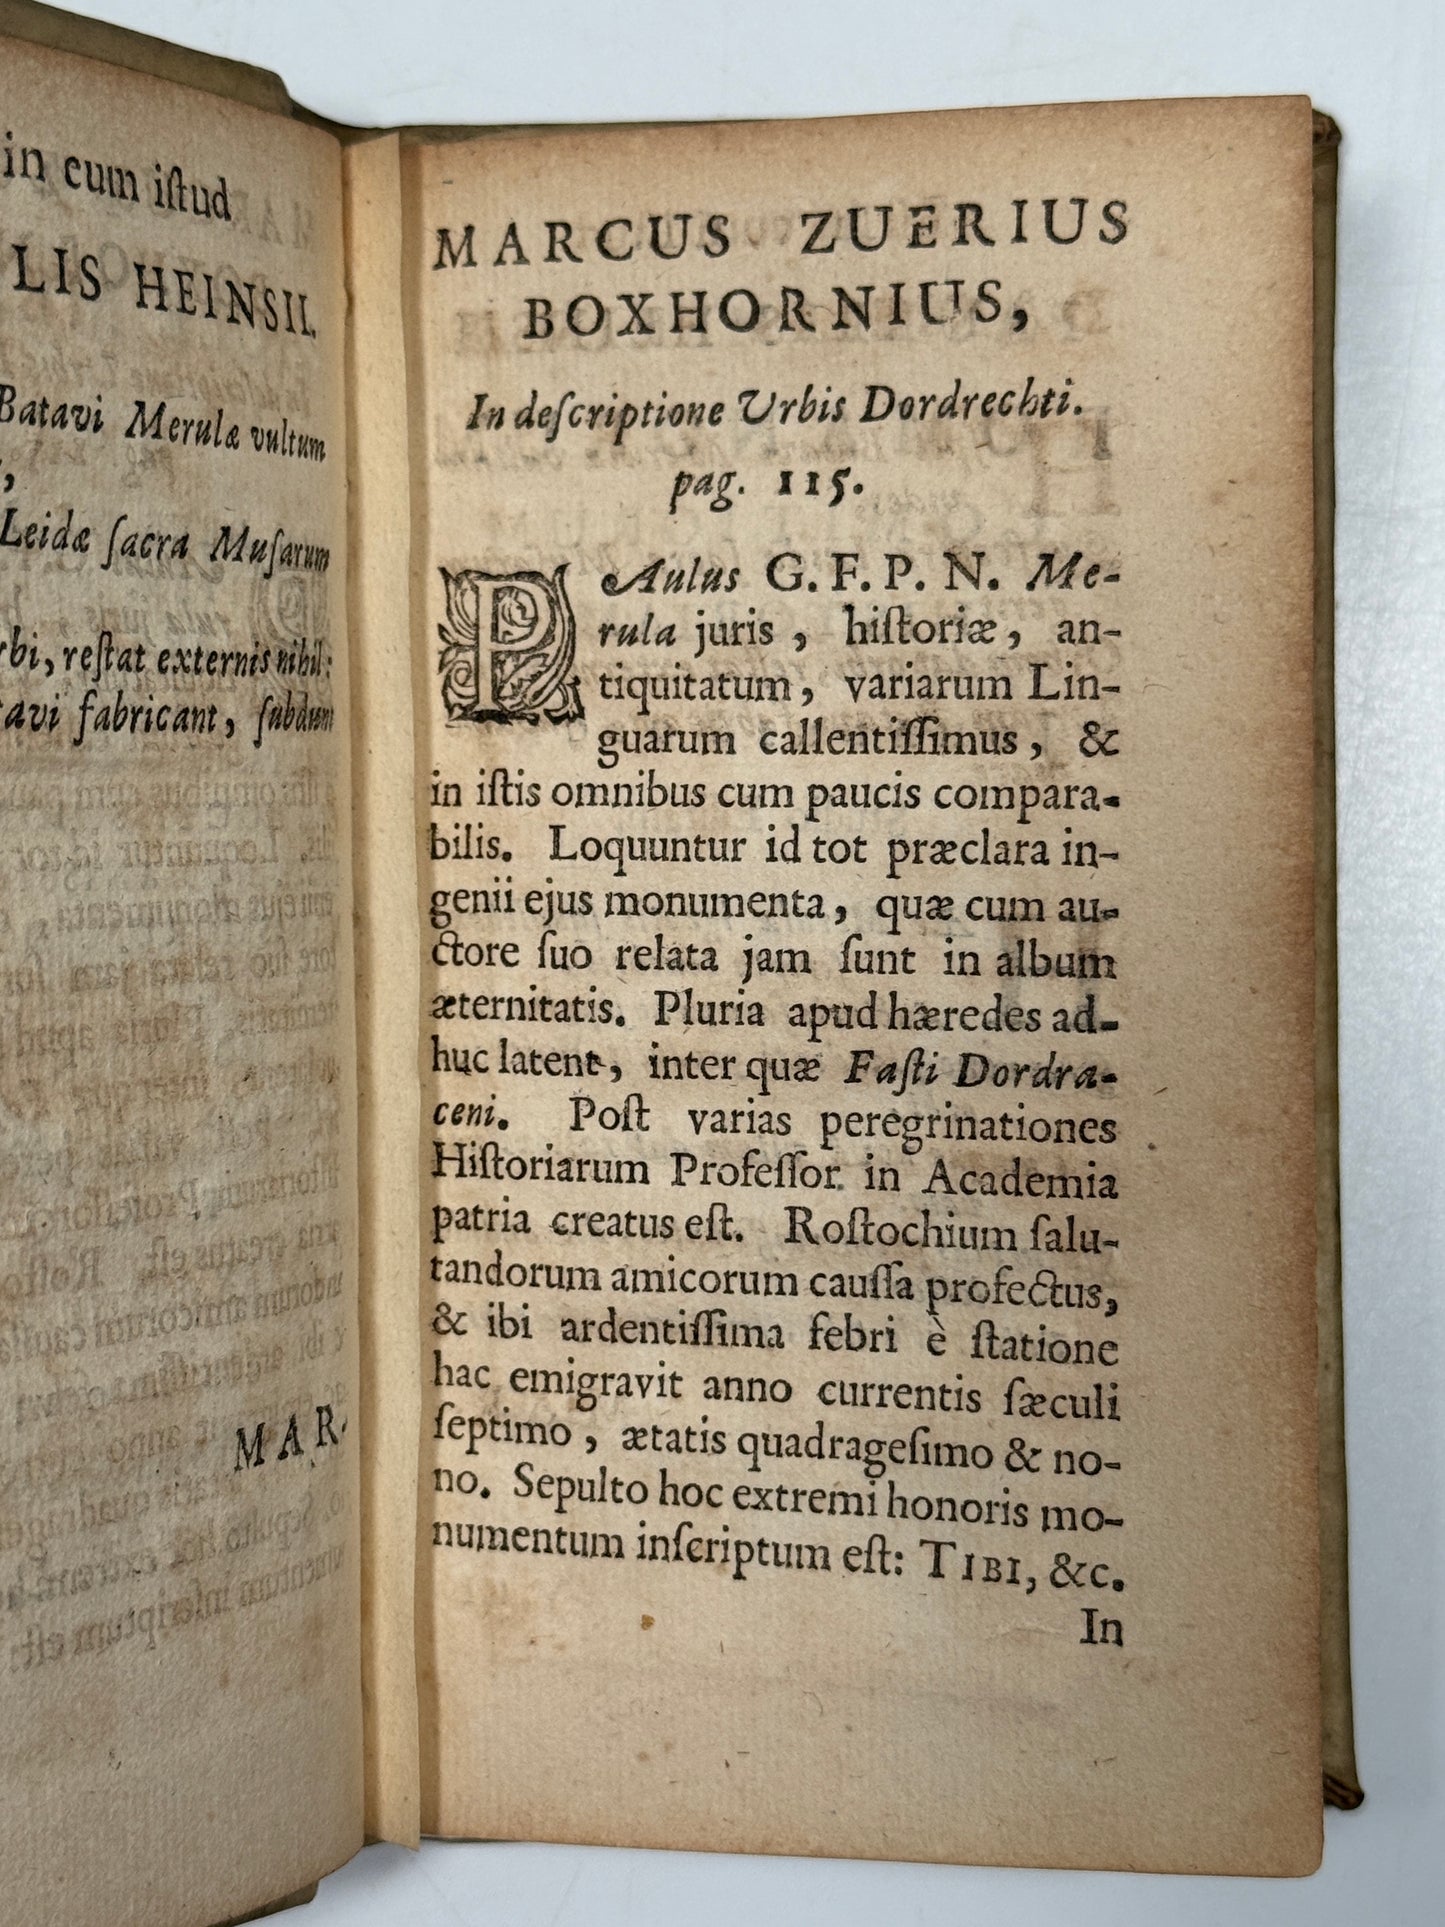 in cum iſtud
LIS HEINSII.
Batavi Merulæ vultum
,
Leidæ ſacra Muſarum
rbi, reſtat externis nihil:
tavi fabricant, ſubdunt
MAR-
MARCUS ZUERIUS
BOXHORNIUS,
In deſcriptione Urbis Dordrechti.
pag. 115.
PAulus G. F. P. N. Me-
rula juris, hiſtoriæ, an-
tiquitatum, variarum Lin-
guarum callentiſſimus, &
in iſtis omnibus cum paucis compara-
bilis. Loquuntur id tot præclara in-
genii ejus monumenta, quæ cum au-
ctore ſuo relata jam ſunt in album
æternitatis. Pluria apud hæredes ad-
huc latent, inter quæ Faſti Dordra-
ceni. Poſt varias peregrinationes
Hiſtoriarum Profeſſor in Academia
patria creatus eſt. Roſtochium ſalu-
tandorum amicorum cauſſa profectus,
& ibi ardentiſſima febri è ſtatione
hac emigravit anno currentis ſæculi
ſeptimo, ætatis quadrageſimo & no-
no. Sepulto hoc extremi honoris mo-
numentum inſcriptum eſt: TIBI, &c.
In